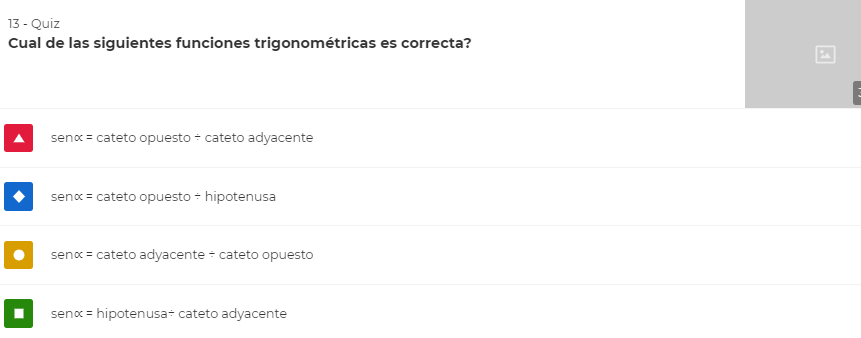 13 - Quiz
Cual de las siguientes funciones trigonométricas es correcta?
sen∝ = cateto opuesto ÷ cateto adyacente
sen∝ = cateto opuesto ÷ hipotenusa
sen∝ = cateto adyacente ÷ cateto opuesto
sen∝ = hipotenusa÷ cateto adyacente